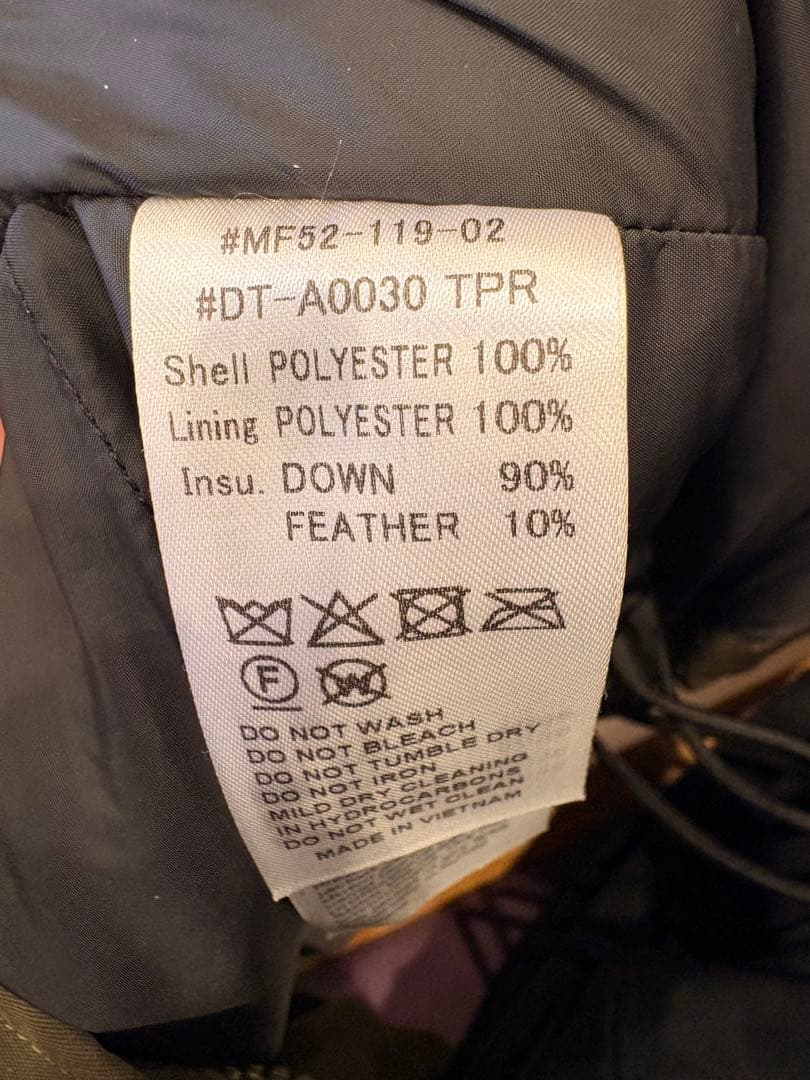 #MF52-119-02
#DT-A0030 TPR
Shell POLYESTER 100%
Lining POLYESTER 100%
Insu. DOWN 90%
FEATHER 10%
F W
DO NOT WASH
DO NOT BLEACH
DO NOT TUMBLE DRY
DO NOT IRON
MILD DRY CLEANING
IN HYDROCARBONS
DO NOT WET CLEAN
MADE IN VIETNAM